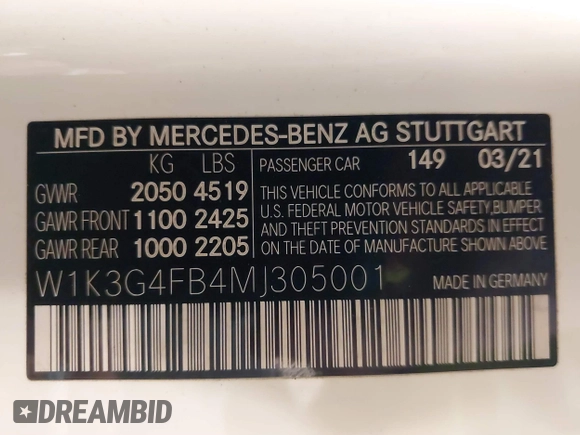 MFD BY MERCEDES-BENZ AG STUTTGART
KG LBS
GVWR 2050 4519
GAWR FRONT 1100 2425
GAWR REAR 1000 2205
PASSENGER CAR 149 03/21
THIS VEHICLE CONFORMS TO ALL APPLICABLE
U.S. FEDERAL MOTOR VEHICLE SAFETY,BUMPER
AND THEFT PREVENTION STANDARDS IN EFFECT
ON THE DATE OF MANUFACTURE SHOWN ABOVE.
W1K3G4FB4MJ305001 MADE IN GERMANY
DREAMBID